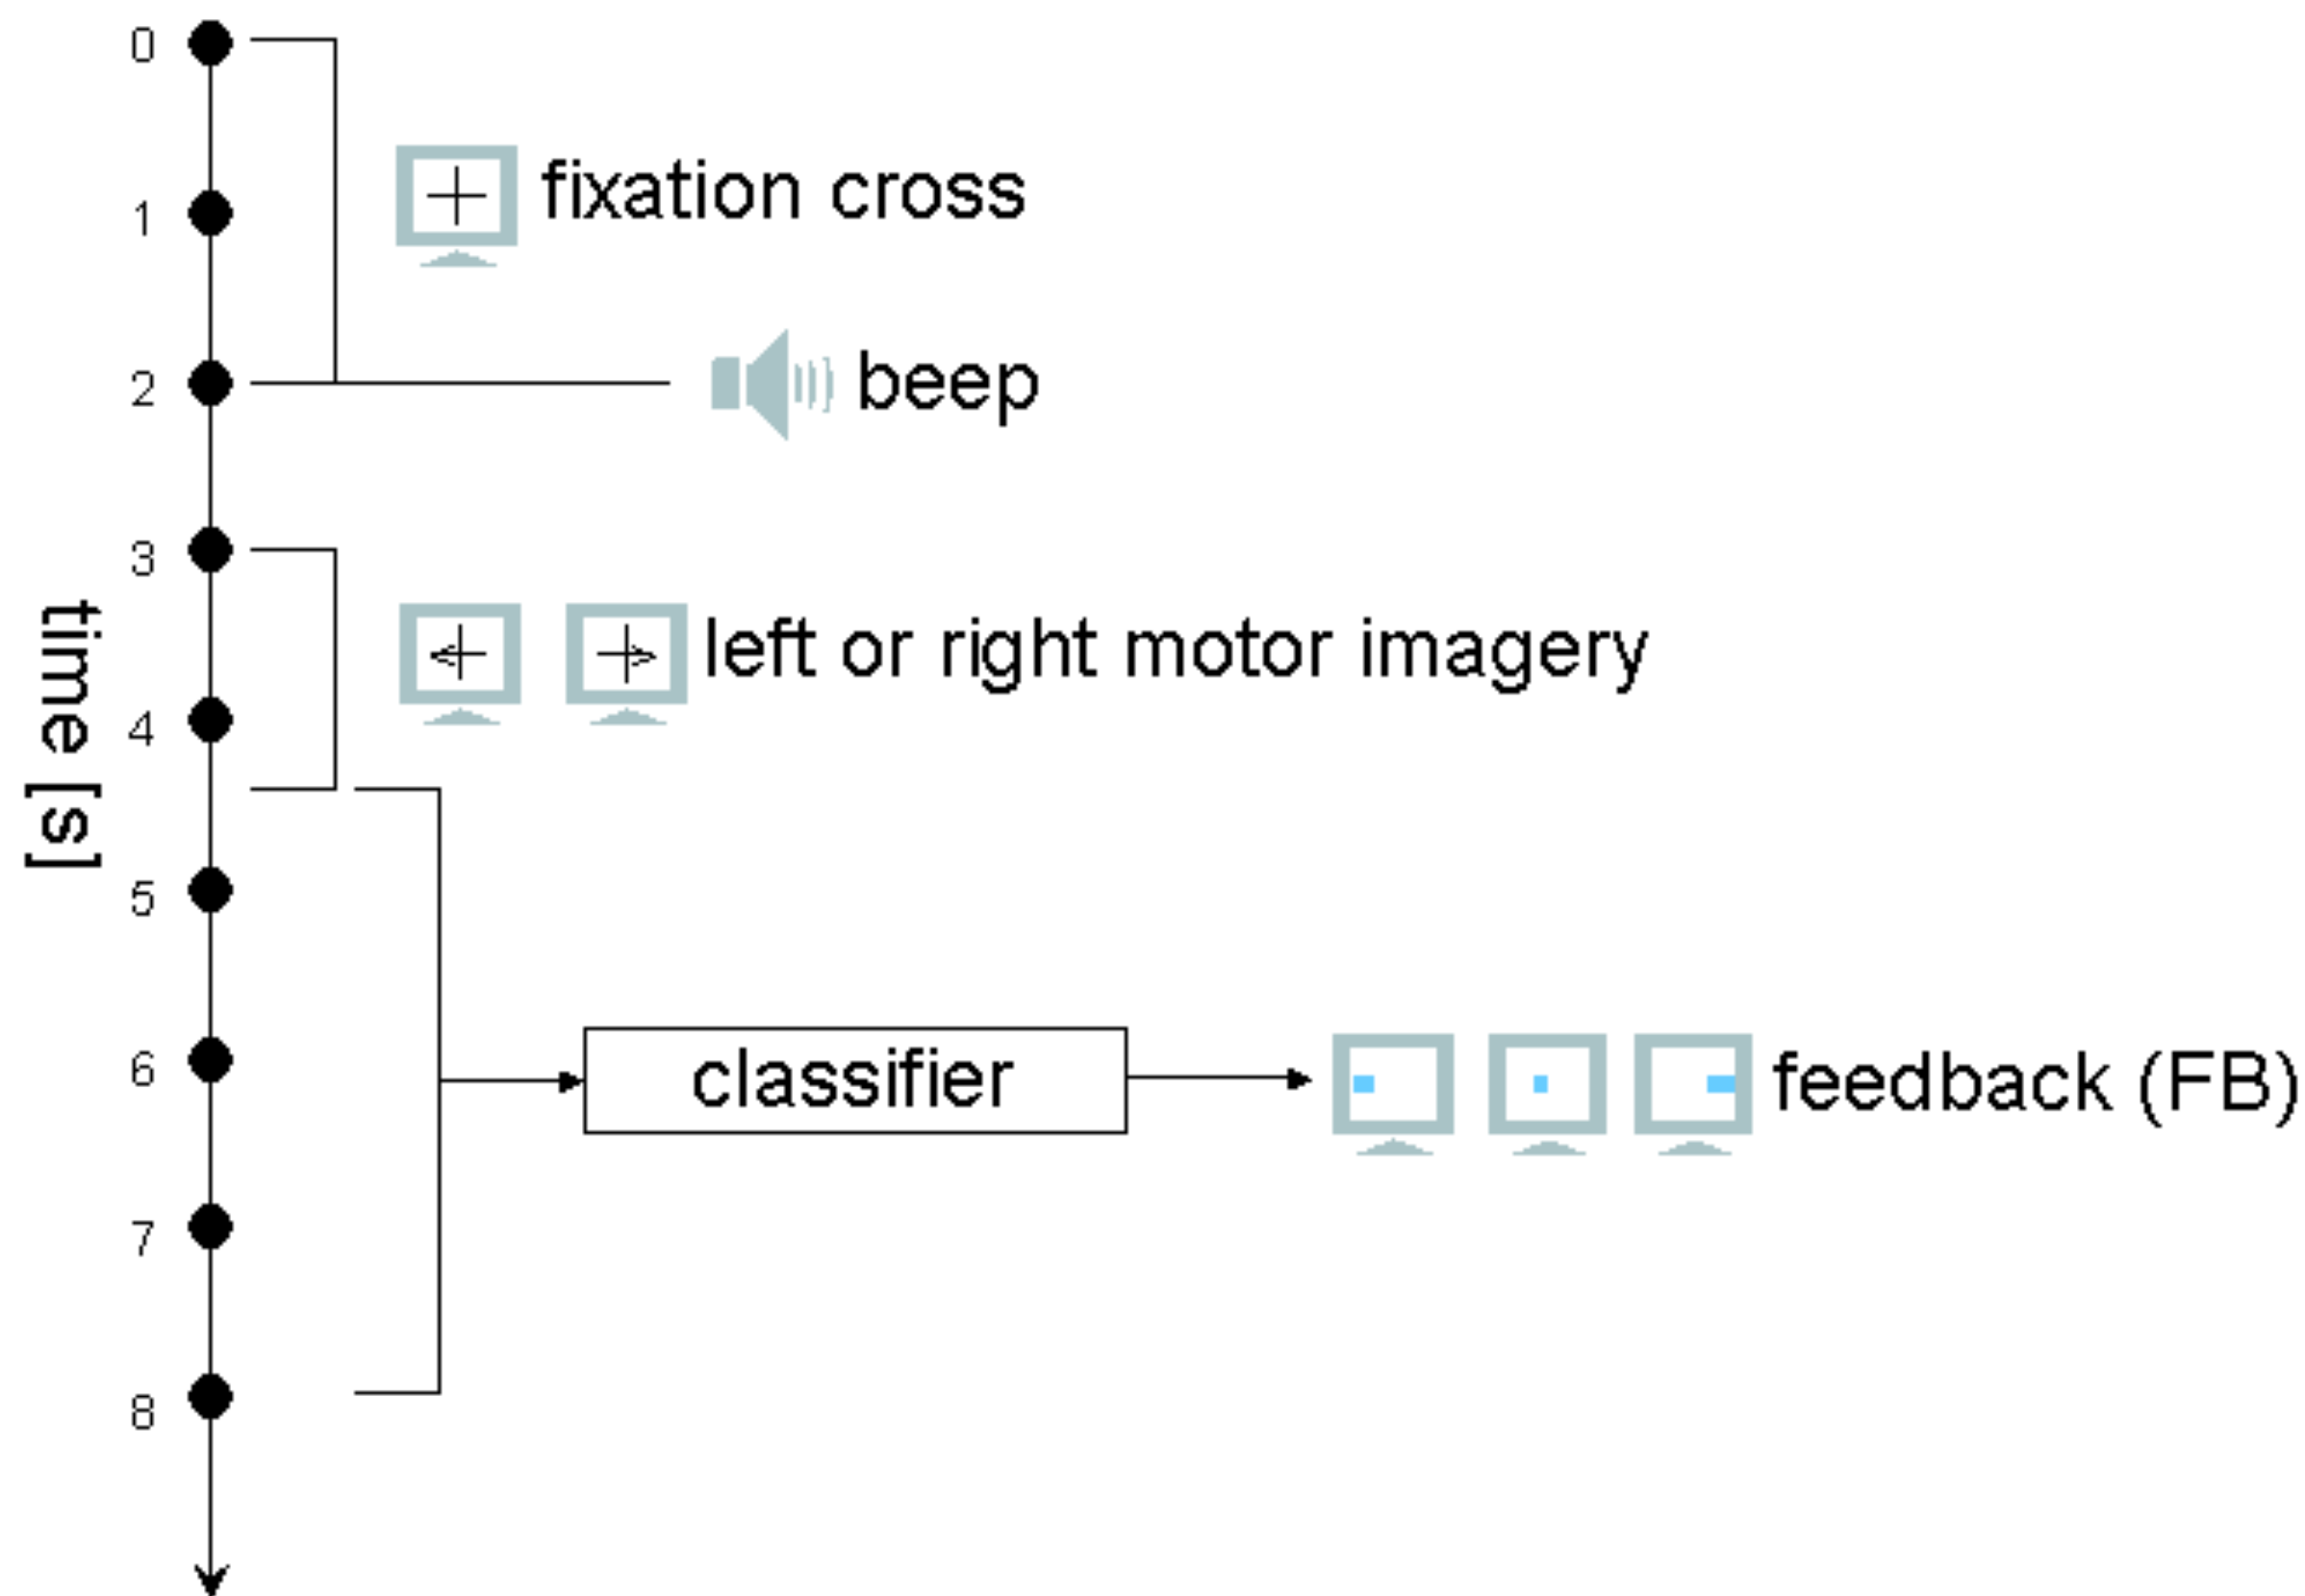 0
fixation cross
1
2
beep
3
time [s]
left or right motor imagery
4
5
6
classifier
feedback (FB)
7
8